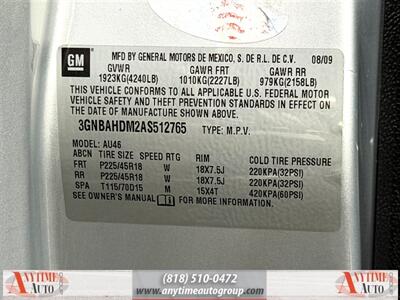 GM
MFD BY GENERAL MOTORS DE MEXICO, S. DE R.L. DE C.V. 08/09
GVWR GAWR FRT GAWR RR
1923KG(4240LB) 1010KG(2227LB) 979KG(2158LB)
THIS VEHICLE CONFORMS TO ALL APPLICABLE U.S. FEDERAL MOTOR
VEHICLE SAFETY AND THEFT PREVENTION STANDARDS IN EFFECT ON
THE DATE OF MANUFACTURE SHOWN ABOVE.
3GNBAHDM2AS512765 TYPE: M.P.V.
MODEL: AU46
ABCN TIRE SIZE SPEED RTG RIM COLD TIRE PRESSURE
FRT P225/45R18 W 18X7.5J 220KPA(32PSI)
RR P225/45R18 W 18X7.5J 220KPA(32PSI)
SPA T115/70D15 M 15X4T 420KPA(60PSI)
SEE OWNER'S MANUAL FOR MORE INFORMATION.
ANYTIME AUTO
(818) 510-0472
www.anytimeautogroup.com
ANYTIME AUTO